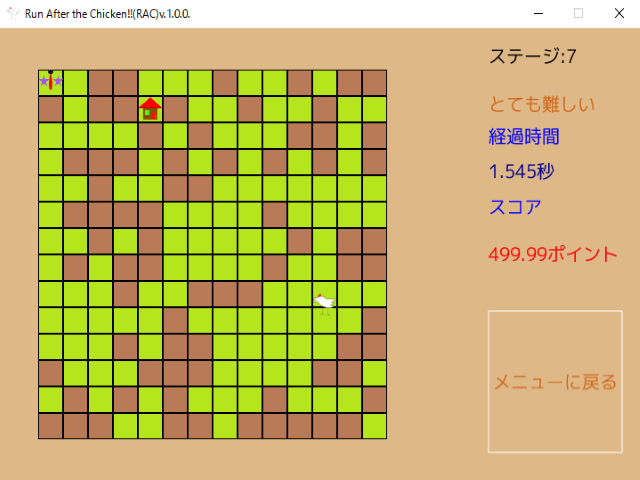 Run After the Chicken!!(RAC)v.1.0.0.
ステージ:7
とても難しい
経過時間
1.545秒
スコア
499.99ポイント
メニューに戻る